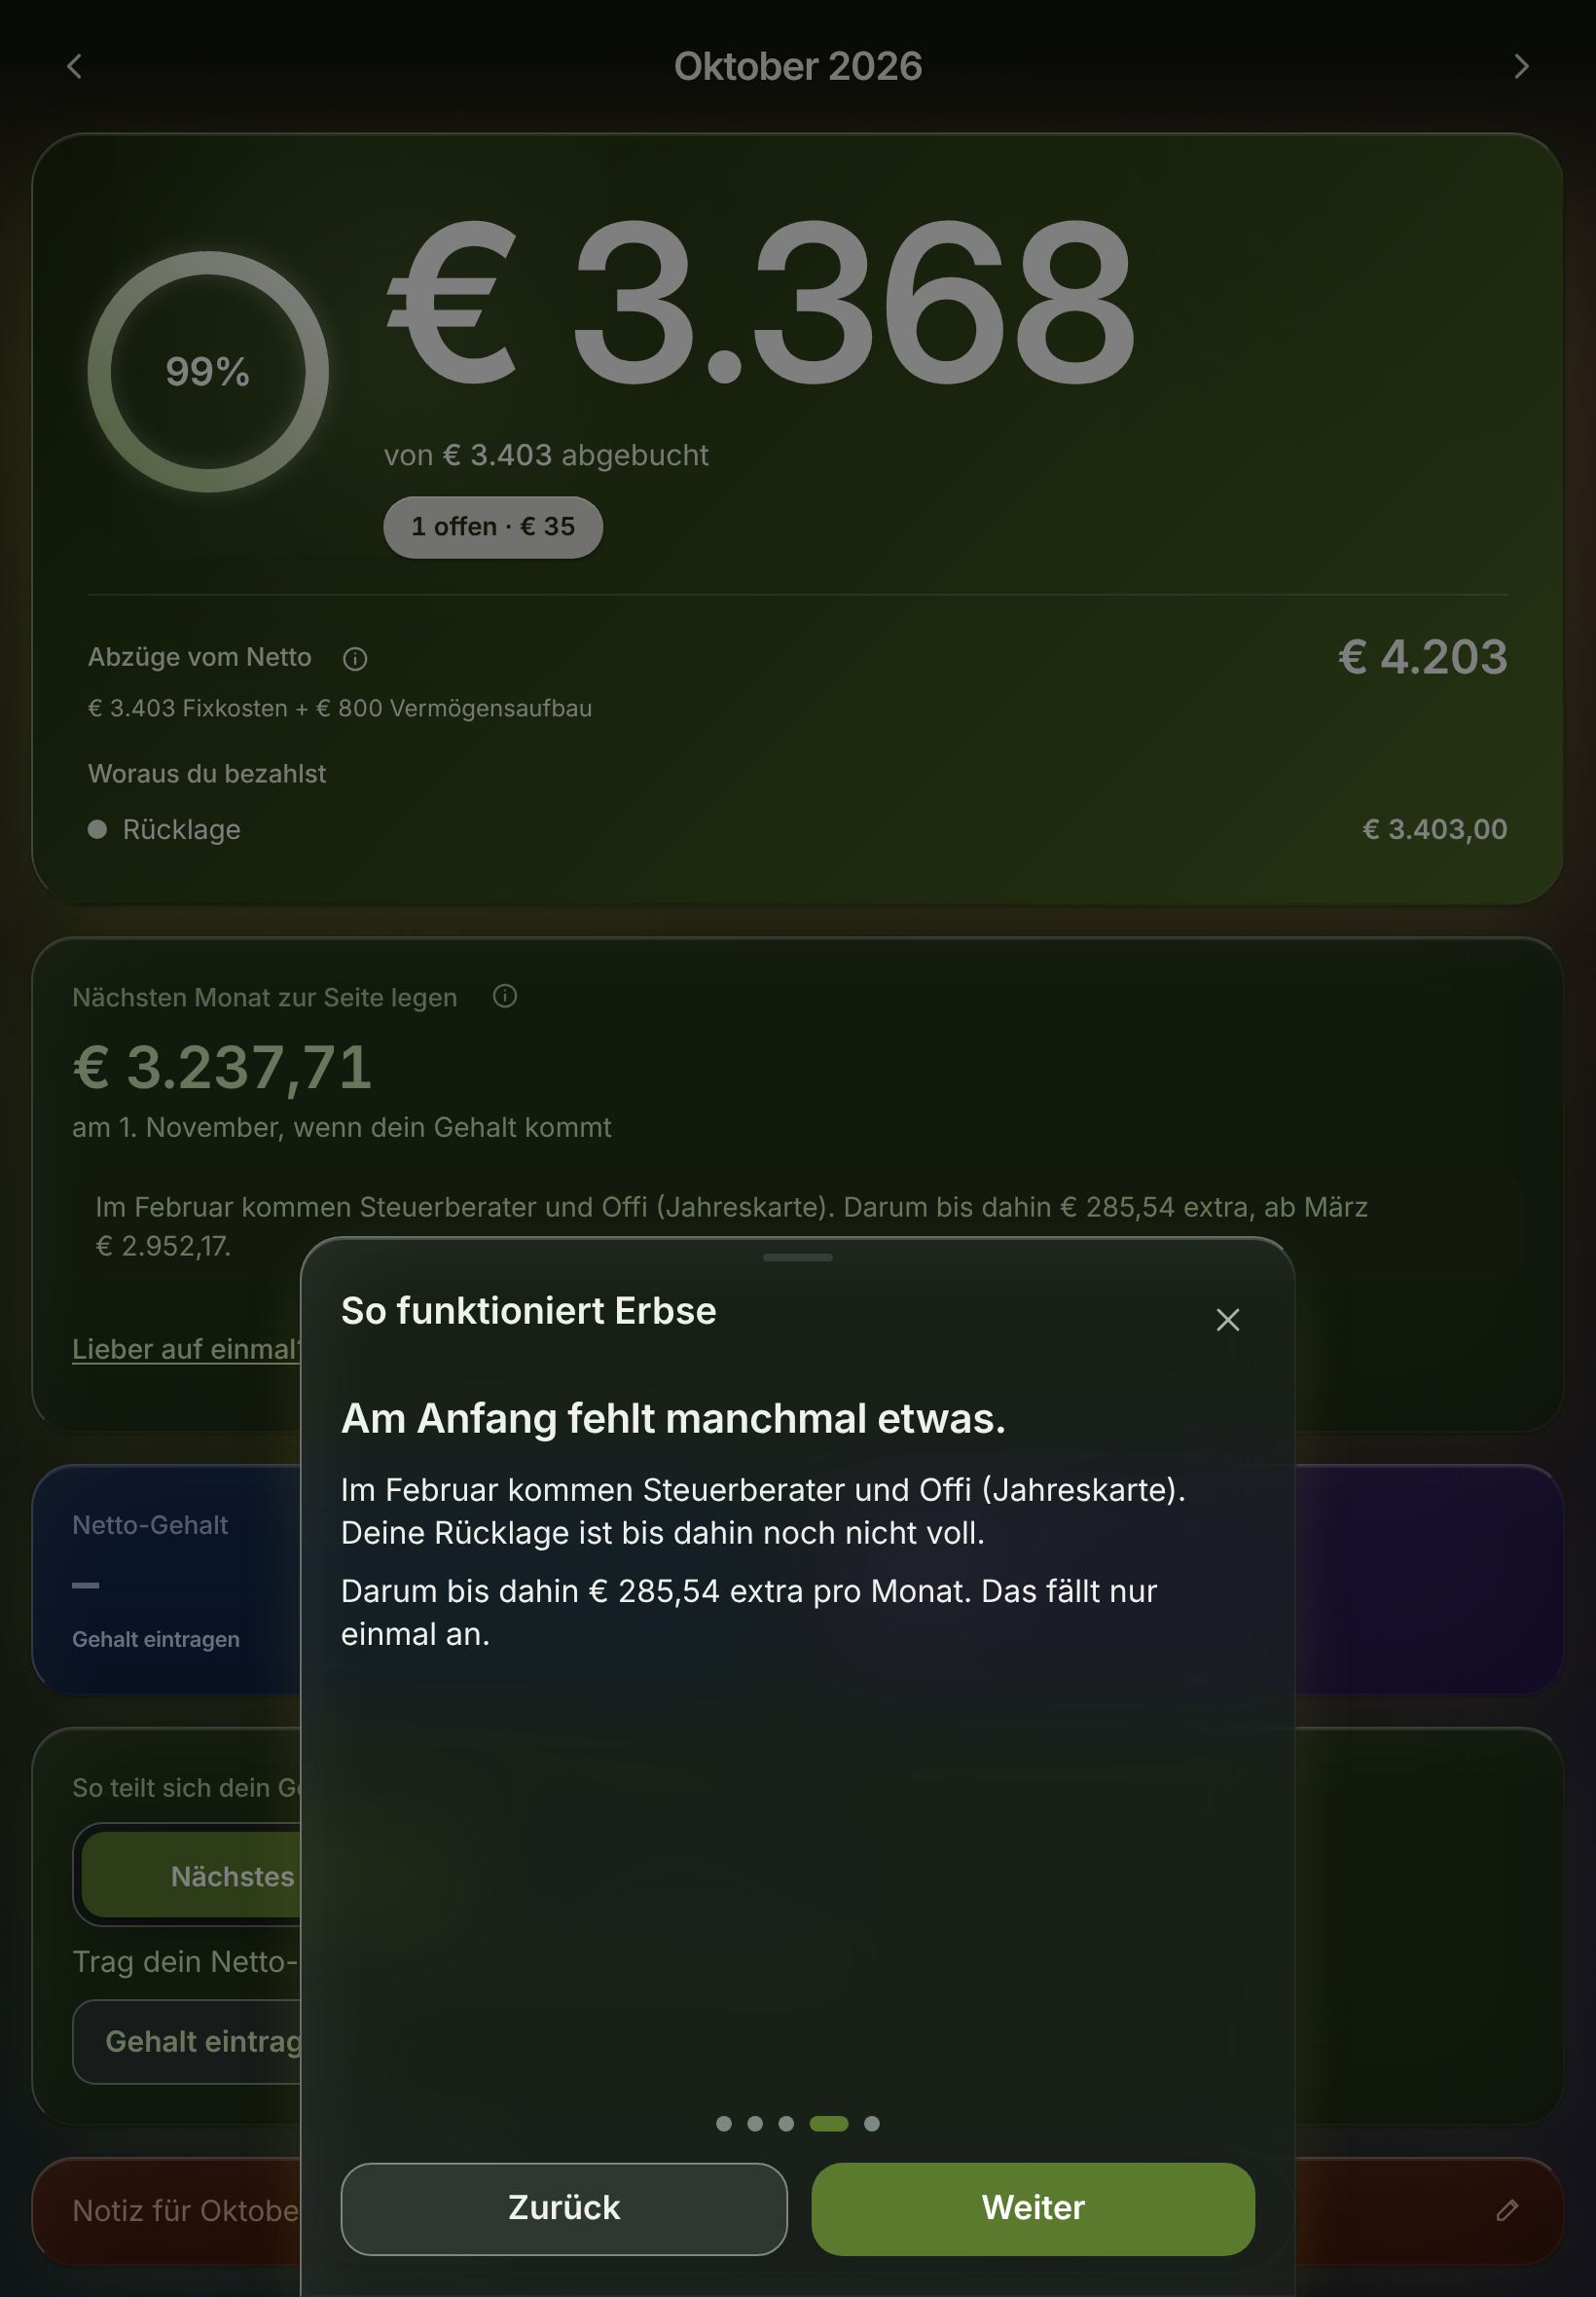 Oktober 2026
99%
€ 3.368
von € 3.403 abgebucht
1 offen · € 35
Abzüge vom Netto
€ 4.203
€ 3.403 Fixkosten + € 800 Vermögensaufbau
Woraus du bezahlst
Rücklage
€ 3.403,00
Nächsten Monat zur Seite legen
€ 3.237,71
am 1. November, wenn dein Gehalt kommt
Im Februar kommen Steuerberater und Offi (Jahreskarte). Darum bis dahin € 285,54 extra, ab März
€ 2.952,17.
Lieber auf einmal?
Netto-Gehalt
–
Gehalt eintragen
So teilt sich dein Ge
Nächstes
Trag dein Netto-
Gehalt eintrag
Notiz für Oktobe
So funktioniert Erbse
Am Anfang fehlt manchmal etwas.
Im Februar kommen Steuerberater und Offi (Jahreskarte).
Deine Rücklage ist bis dahin noch nicht voll.
Darum bis dahin € 285,54 extra pro Monat. Das fällt nur
einmal an.
Zurück
Weiter